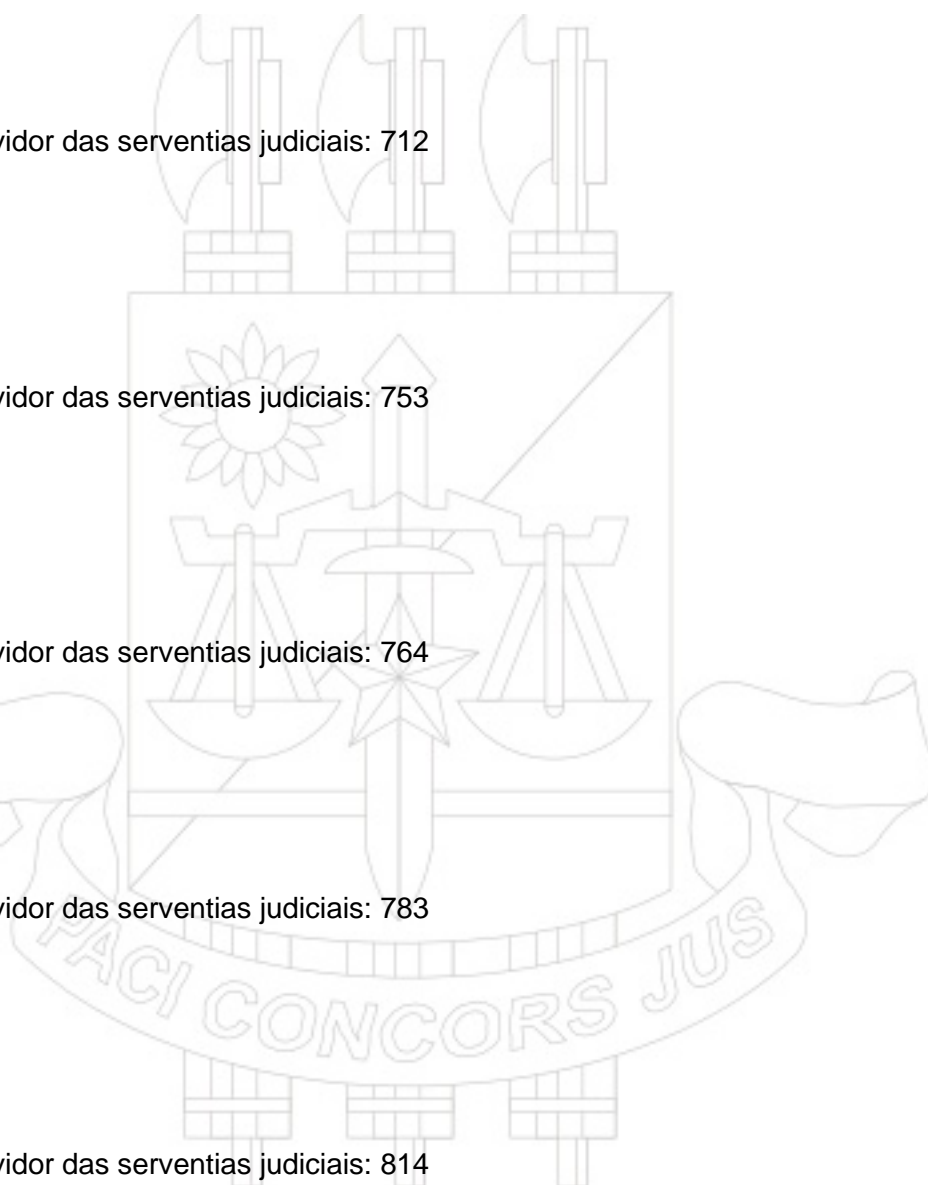 vidor das serventias judiciais: 712
vidor das serventias judiciais: 753
vidor das serventias judiciais: 764
vidor das serventias judiciais: 783
PACI CONCORS JUS
vidor das serventias judiciais: 814